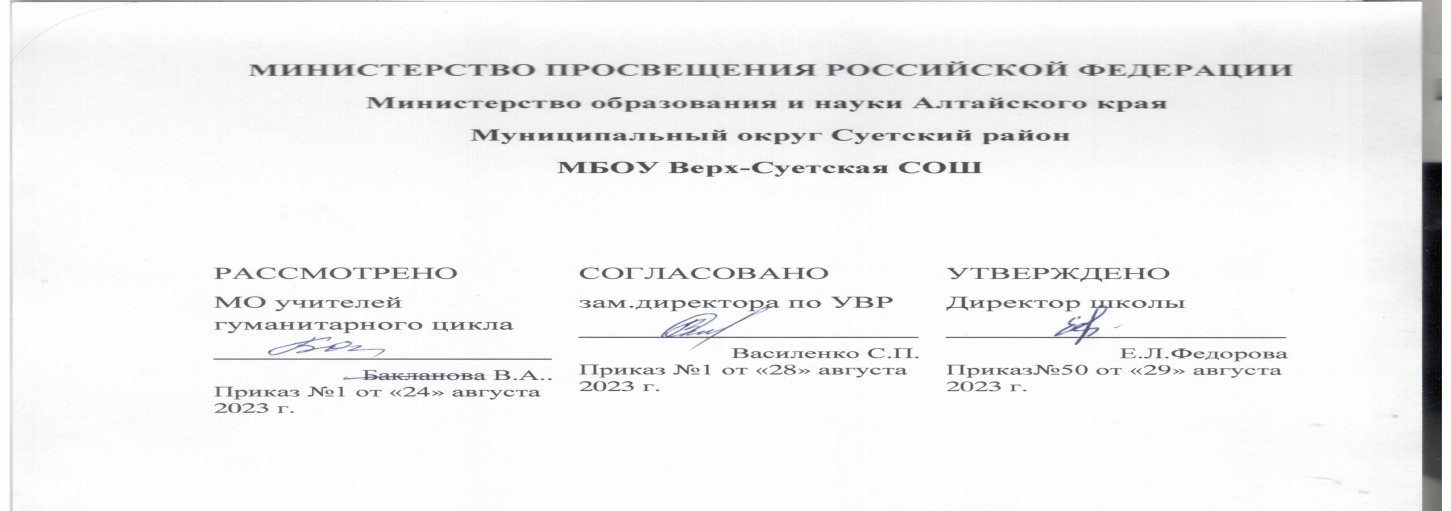 МИНИСТЕРСТВО ПРОСВЕЩЕНИЯ РОССИЙСКОЙ ФЕДЕРАЦИИ
Министерство образования и науки Алтайского края
Муниципальный округ Суетский район
МБОУ Верх-Суетская СОШ
РАССМОТРЕНО
МО учителей
гуманитарного цикла
Бакланова В.А..
Приказ №1 от «24» августа
2023 г.
СОГЛАСОВАНО
зам.директора по УВР
Василенко С.П.
Приказ №1 от «28» августа
2023 г.
УТВЕРЖДЕНО
Директор школы
Е.Л.Федорова
Приказ№50 от «29» августа
2023 г.